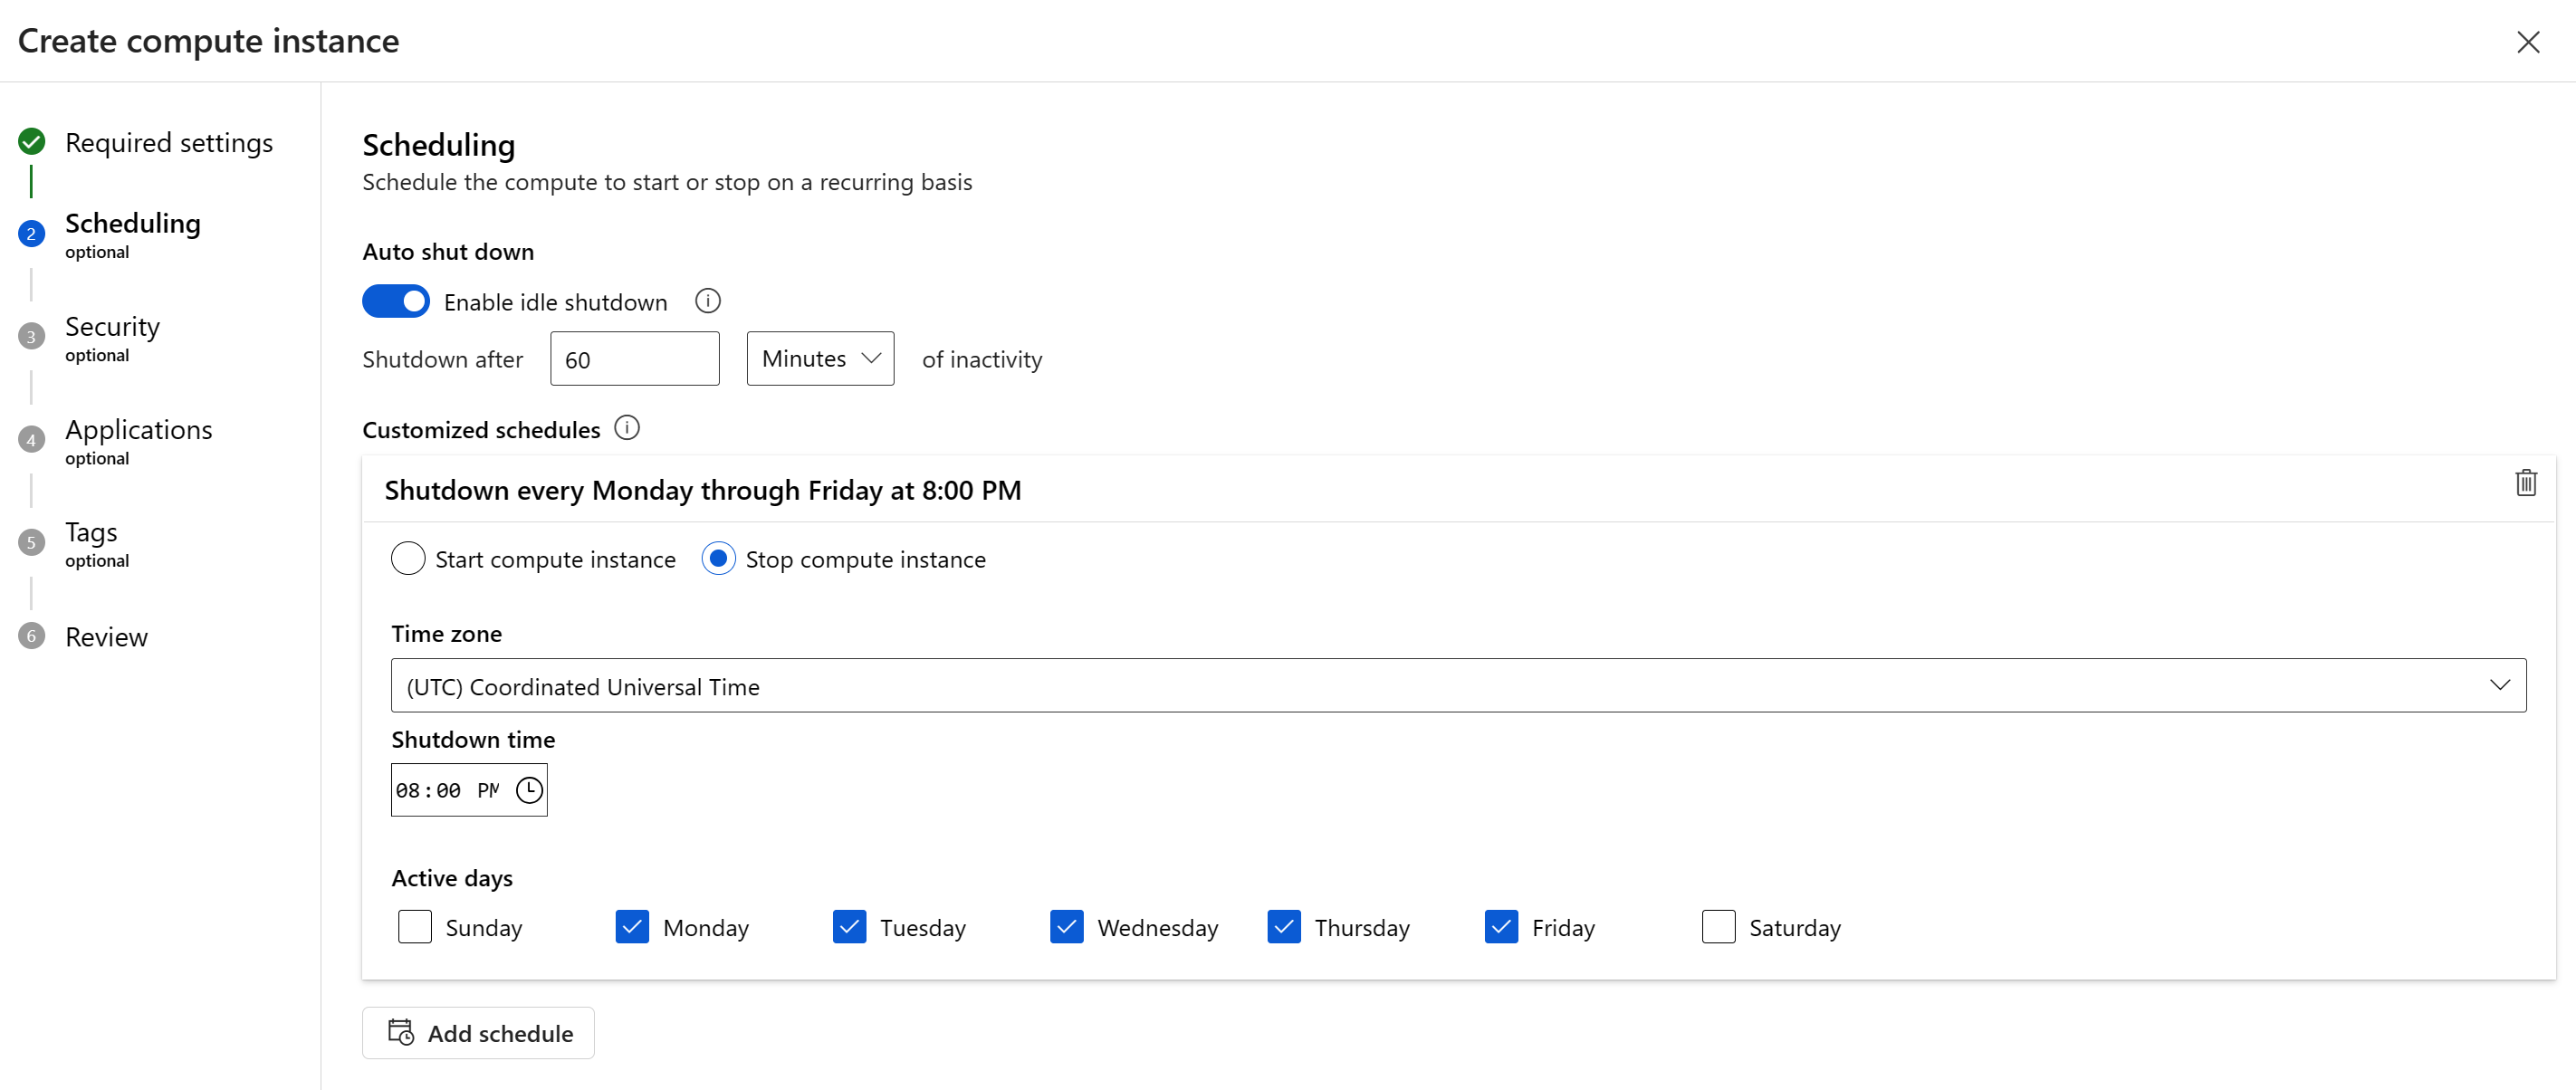 Create compute instance
Required settings
2 Scheduling
optional
3 Security
optional
4 Applications
optional
5 Tags
optional
6 Review
Scheduling
Schedule the compute to start or stop on a recurring basis
Auto shut down
Enable idle shutdown
Shutdown after 60 Minutes of inactivity
Customized schedules
Shutdown every Monday through Friday at 8:00 PM
Start compute instance Stop compute instance
Time zone
(UTC) Coordinated Universal Time
Shutdown time
08:00 PM
Active days
Sunday Monday Tuesday Wednesday Thursday Friday Saturday
Add schedule